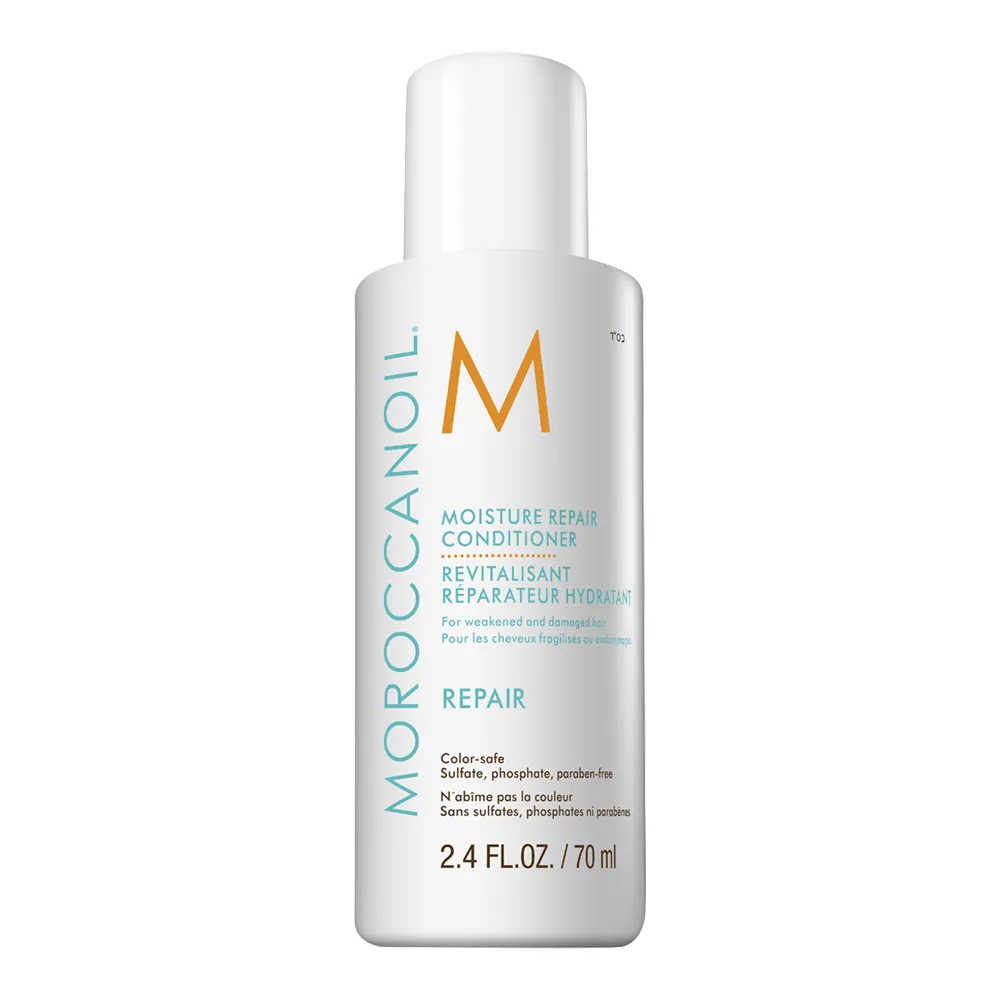 MOROCCANOIL®
M
בס"ד
MOISTURE REPAIR
CONDITIONER
REVITALISANT
RÉPARATEUR HYDRATANT
For weakened and damaged hair
Pour les cheveux fragilisés ou endommagés
REPAIR
Color-safe
Sulfate, phosphate, paraben-free
N´abîme pas la couleur
Sans sulfates, phosphates ni parabènes
2.4 FL.OZ. / 70 ml